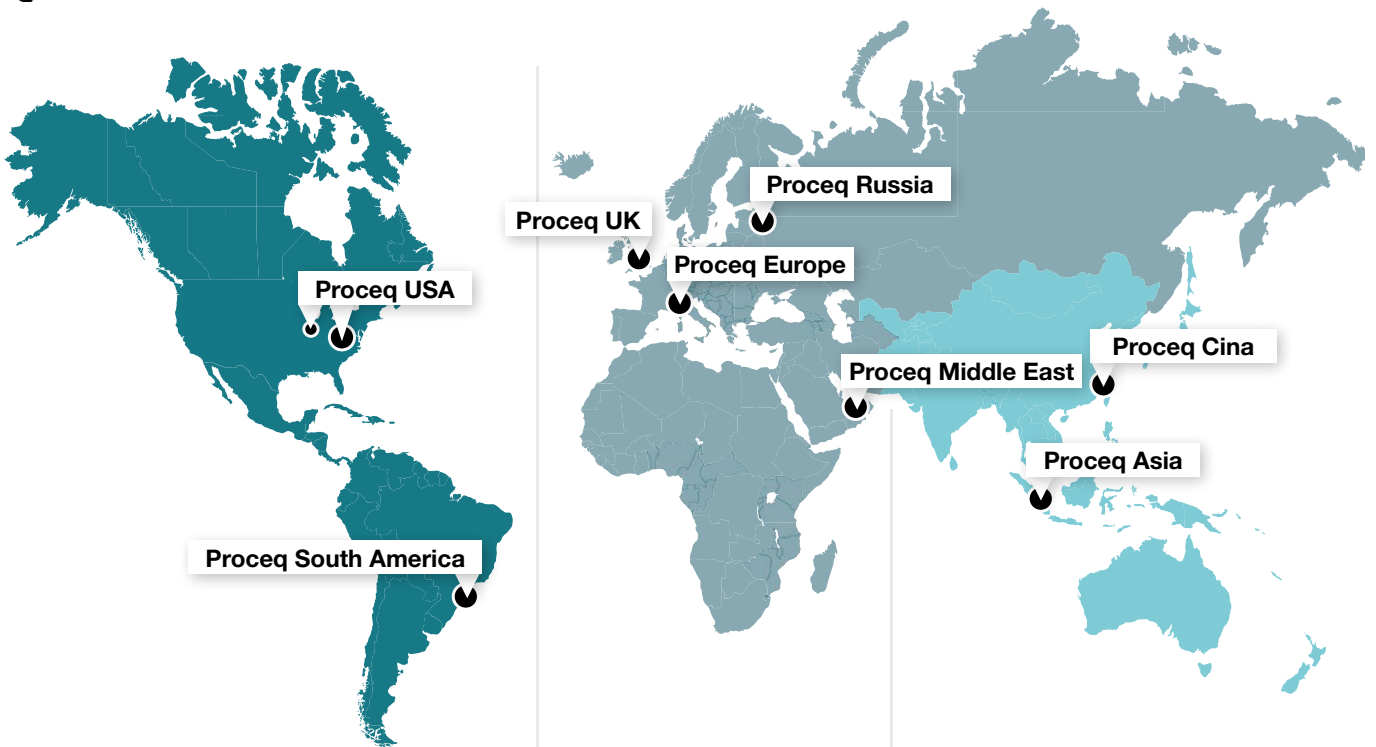 Proceq Russia
Proceq UK
Proceq Europe
Proceq USA
Proceq Cina
Proceq Middle East
Proceq Asia
Proceq South America